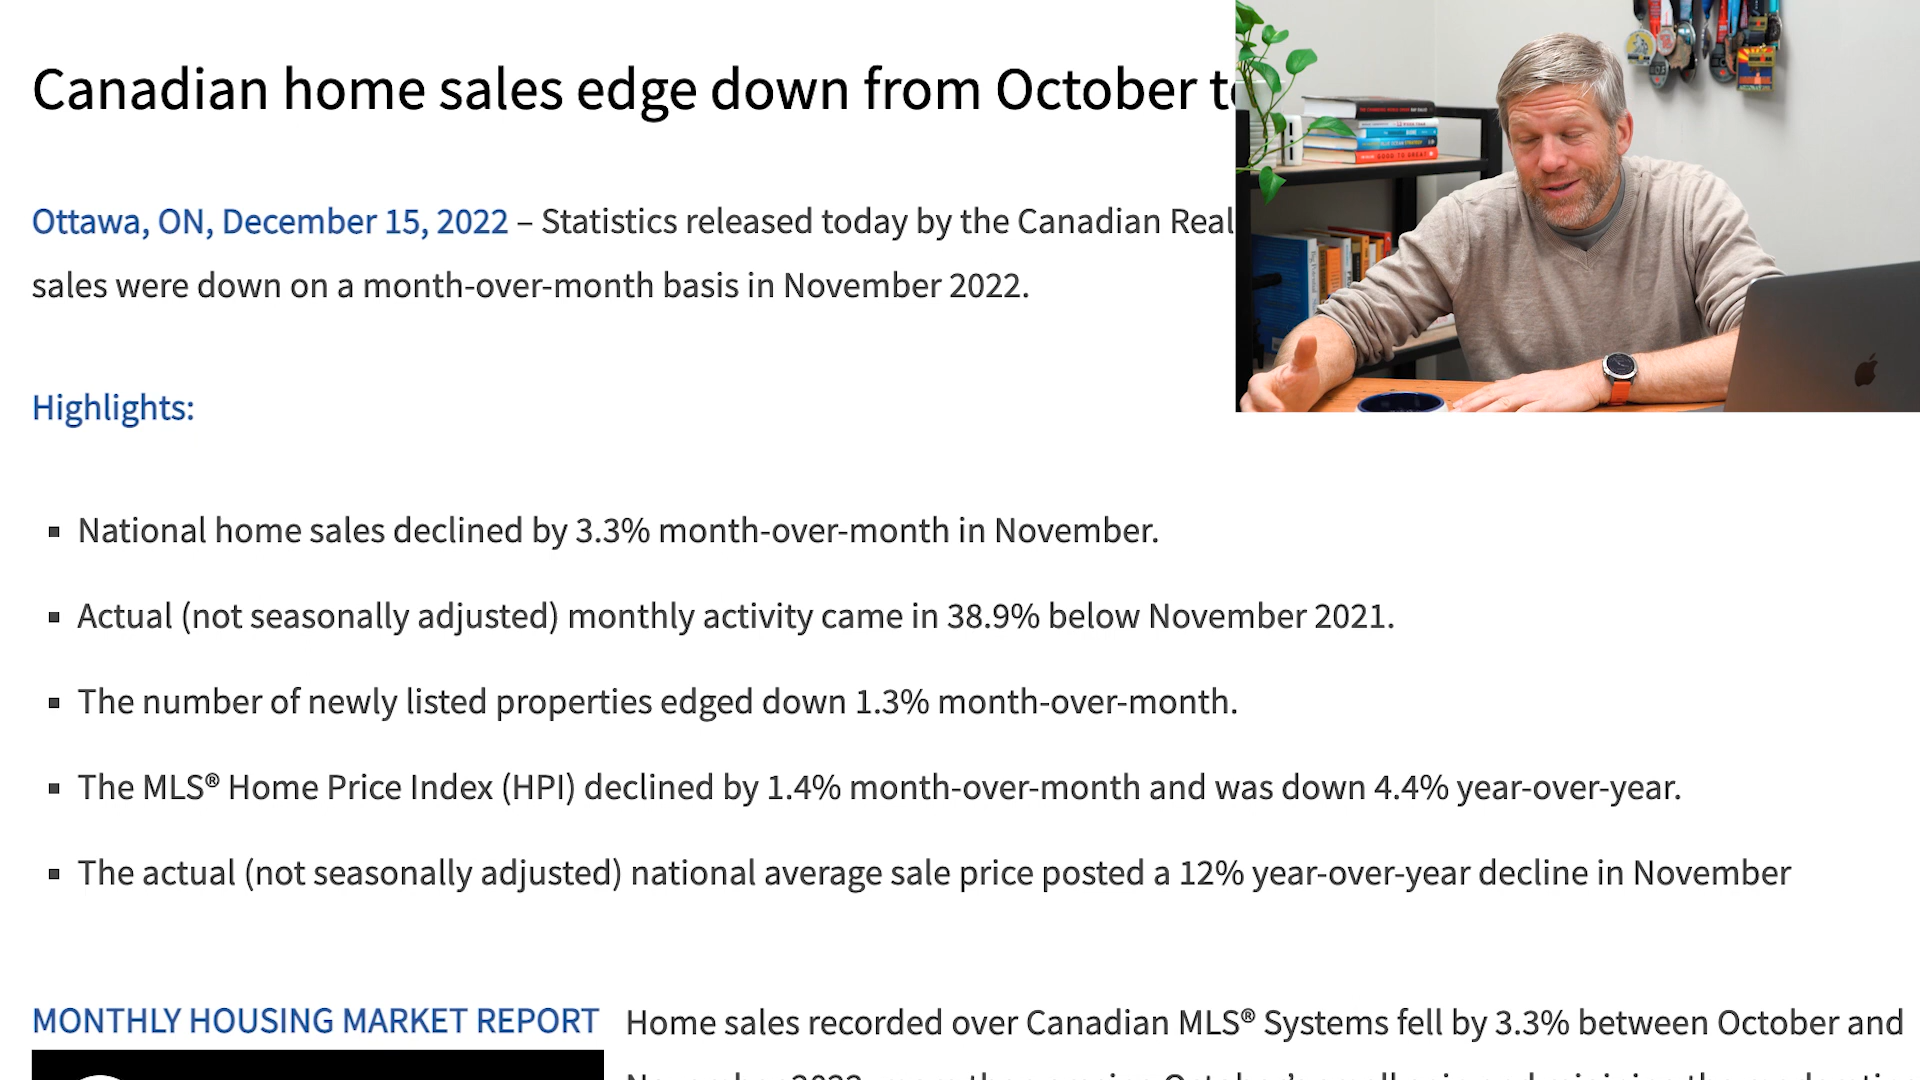 Canadian home sales edge down from October
Ottawa, ON, December 15, 2022 – Statistics released today by the Canadian Real
sales were down on a month-over-month basis in November 2022.
Highlights:
▪ National home sales declined by 3.3% month-over-month in November.
▪ Actual (not seasonally adjusted) monthly activity came in 38.9% below November 2021.
▪ The number of newly listed properties edged down 1.3% month-over-month.
▪ The MLS® Home Price Index (HPI) declined by 1.4% month-over-month and was down 4.4% year-over-year.
▪ The actual (not seasonally adjusted) national average sale price posted a 12% year-over-year decline in November
MONTHLY HOUSING MARKET REPORT
Home sales recorded over Canadian MLS® Systems fell by 3.3% between October and
GOOD TO GREAT